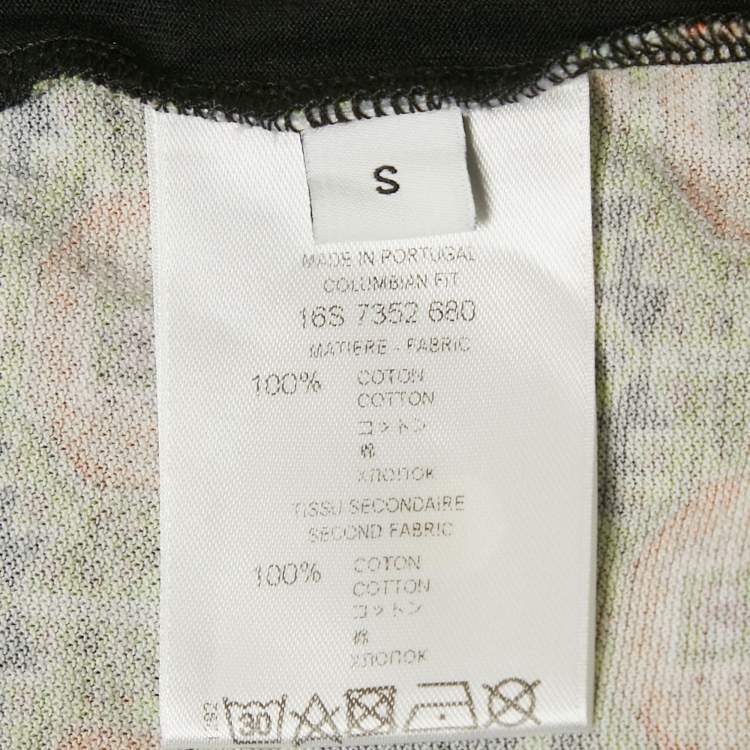 S
MADE IN PORTUGAL
COLUMBIAN FIT
16S 7352 680
MATIERE - FABRIC
100% COTON
COTTON
コットン
棉
ХЛОПОК
TISSU SECONDAIRE
SECOND FABRIC
100% COTON
COTTON
コットン
棉
ХЛОПОК
30